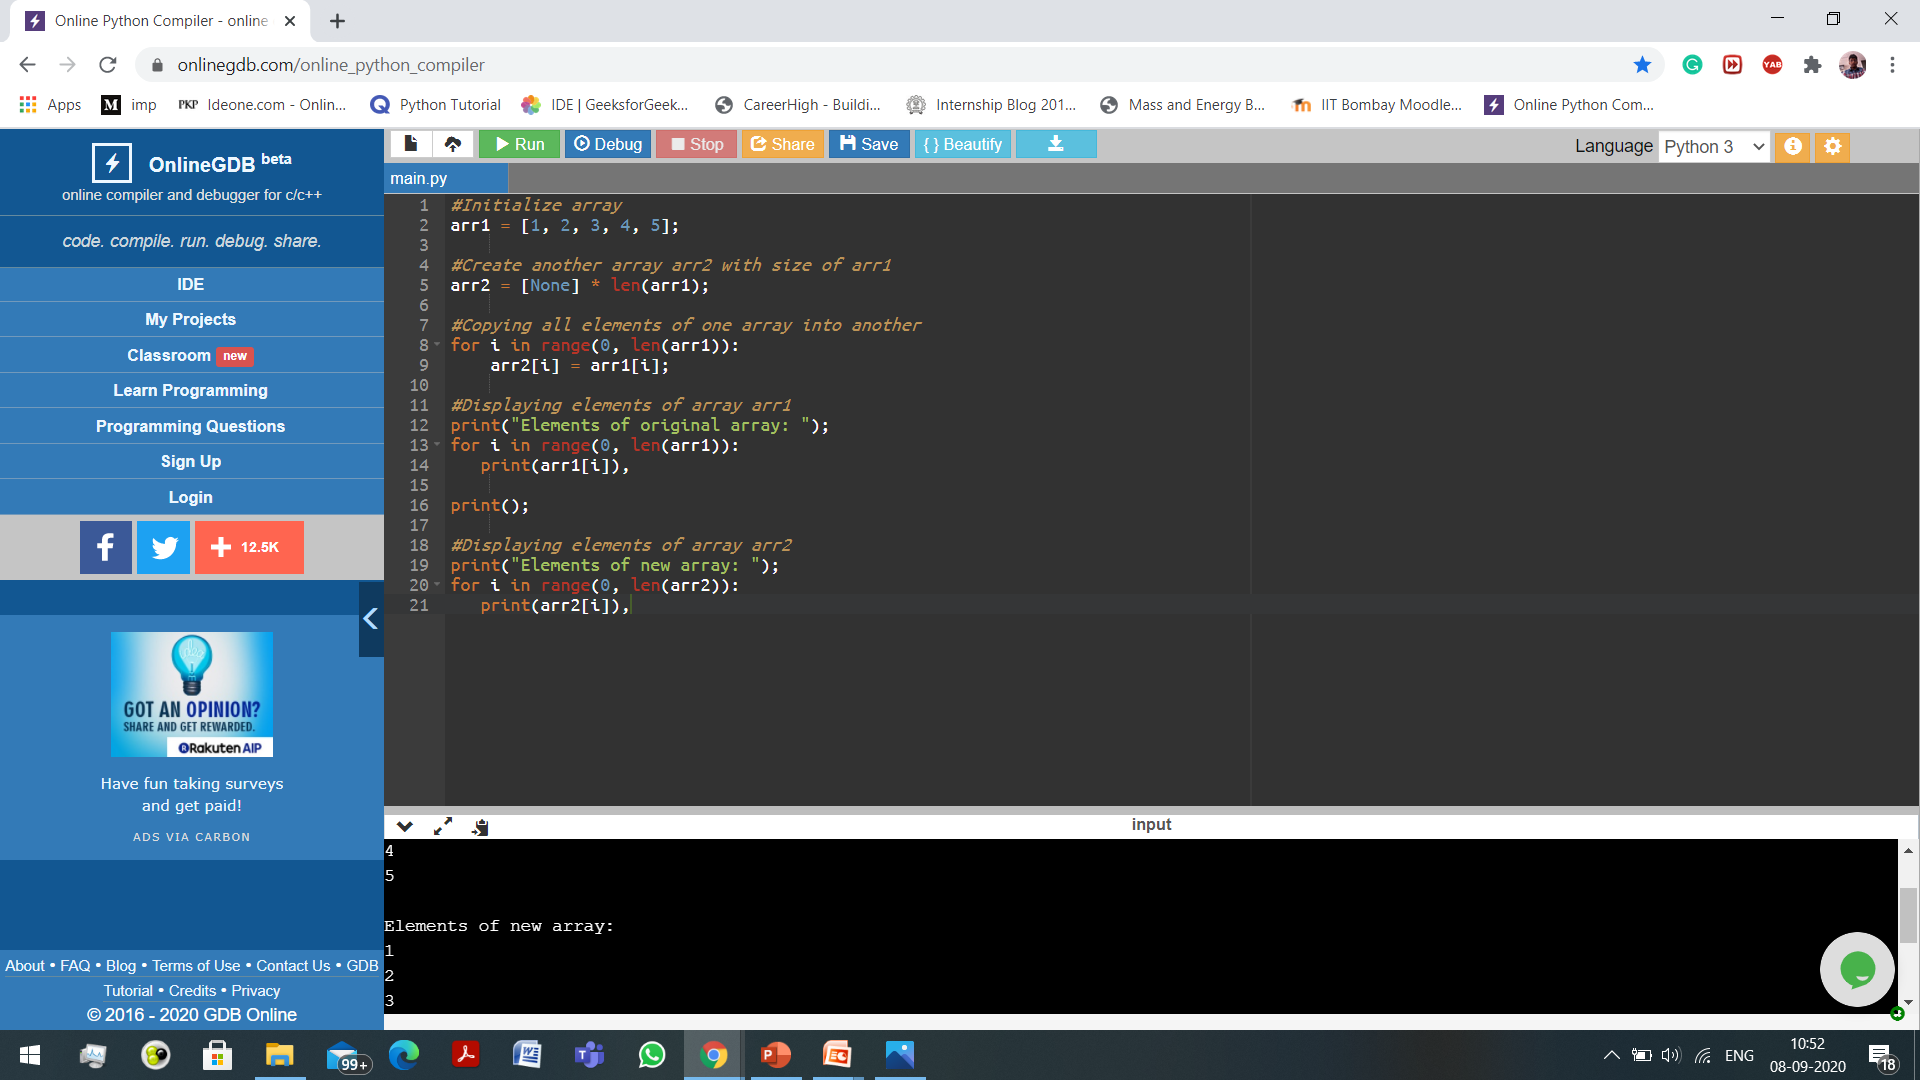 Online Python Compiler - online
onlinegdb.com/online_python_compiler
Apps M imp PKP Ideone.com - Onlin... Python Tutorial IDE | GeeksforGeek... CareerHigh - Buildi... Internship Blog 201... Mass and Energy B... IIT Bombay Moodle... Online Python Com...
YAB
OnlineGDB beta
online compiler and debugger for c/c++
code. compile. run. debug. share.
IDE
My Projects
Classroom new
Learn Programming
Programming Questions
Sign Up
Login
12.5K
GOT AN OPINION?
SHARE AND GET REWARDED.
Rakuten AIP
Have fun taking surveys
and get paid!
ADS VIA CARBON
About • FAQ • Blog • Terms of Use • Contact Us • GDB
Tutorial • Credits • Privacy
© 2016 - 2020 GDB Online
Run Debug Stop Share Save { } Beautify Language Python 3
main.py
1 #Initialize array
2 arr1 = [1, 2, 3, 4, 5];
3
4 #Create another array arr2 with size of arr1
5 arr2 = [None] * len(arr1);
6
7 #Copying all elements of one array into another
8 for i in range(0, len(arr1)):
9     arr2[i] = arr1[i];
10
11 #Displaying elements of array arr1
12 print("Elements of original array: ");
13 for i in range(0, len(arr1)):
14    print(arr1[i]),
15
16 print();
17
18 #Displaying elements of array arr2
19 print("Elements of new array: ");
20 for i in range(0, len(arr2)):
21    print(arr2[i]),
input
4
5
Elements of new array:
1
2
3
99+
ENG
10:52
08-09-2020
18